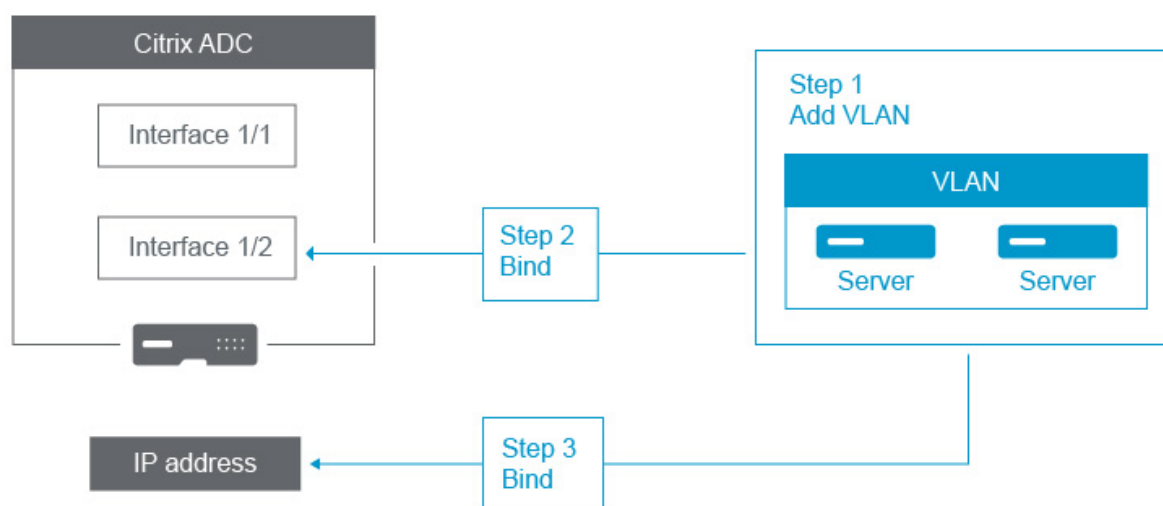 Citrix ADC
Interface 1/1
Interface 1/2
Step 1
Add VLAN
VLAN
Server
Server
Step 2
Bind
IP address
Step 3
Bind